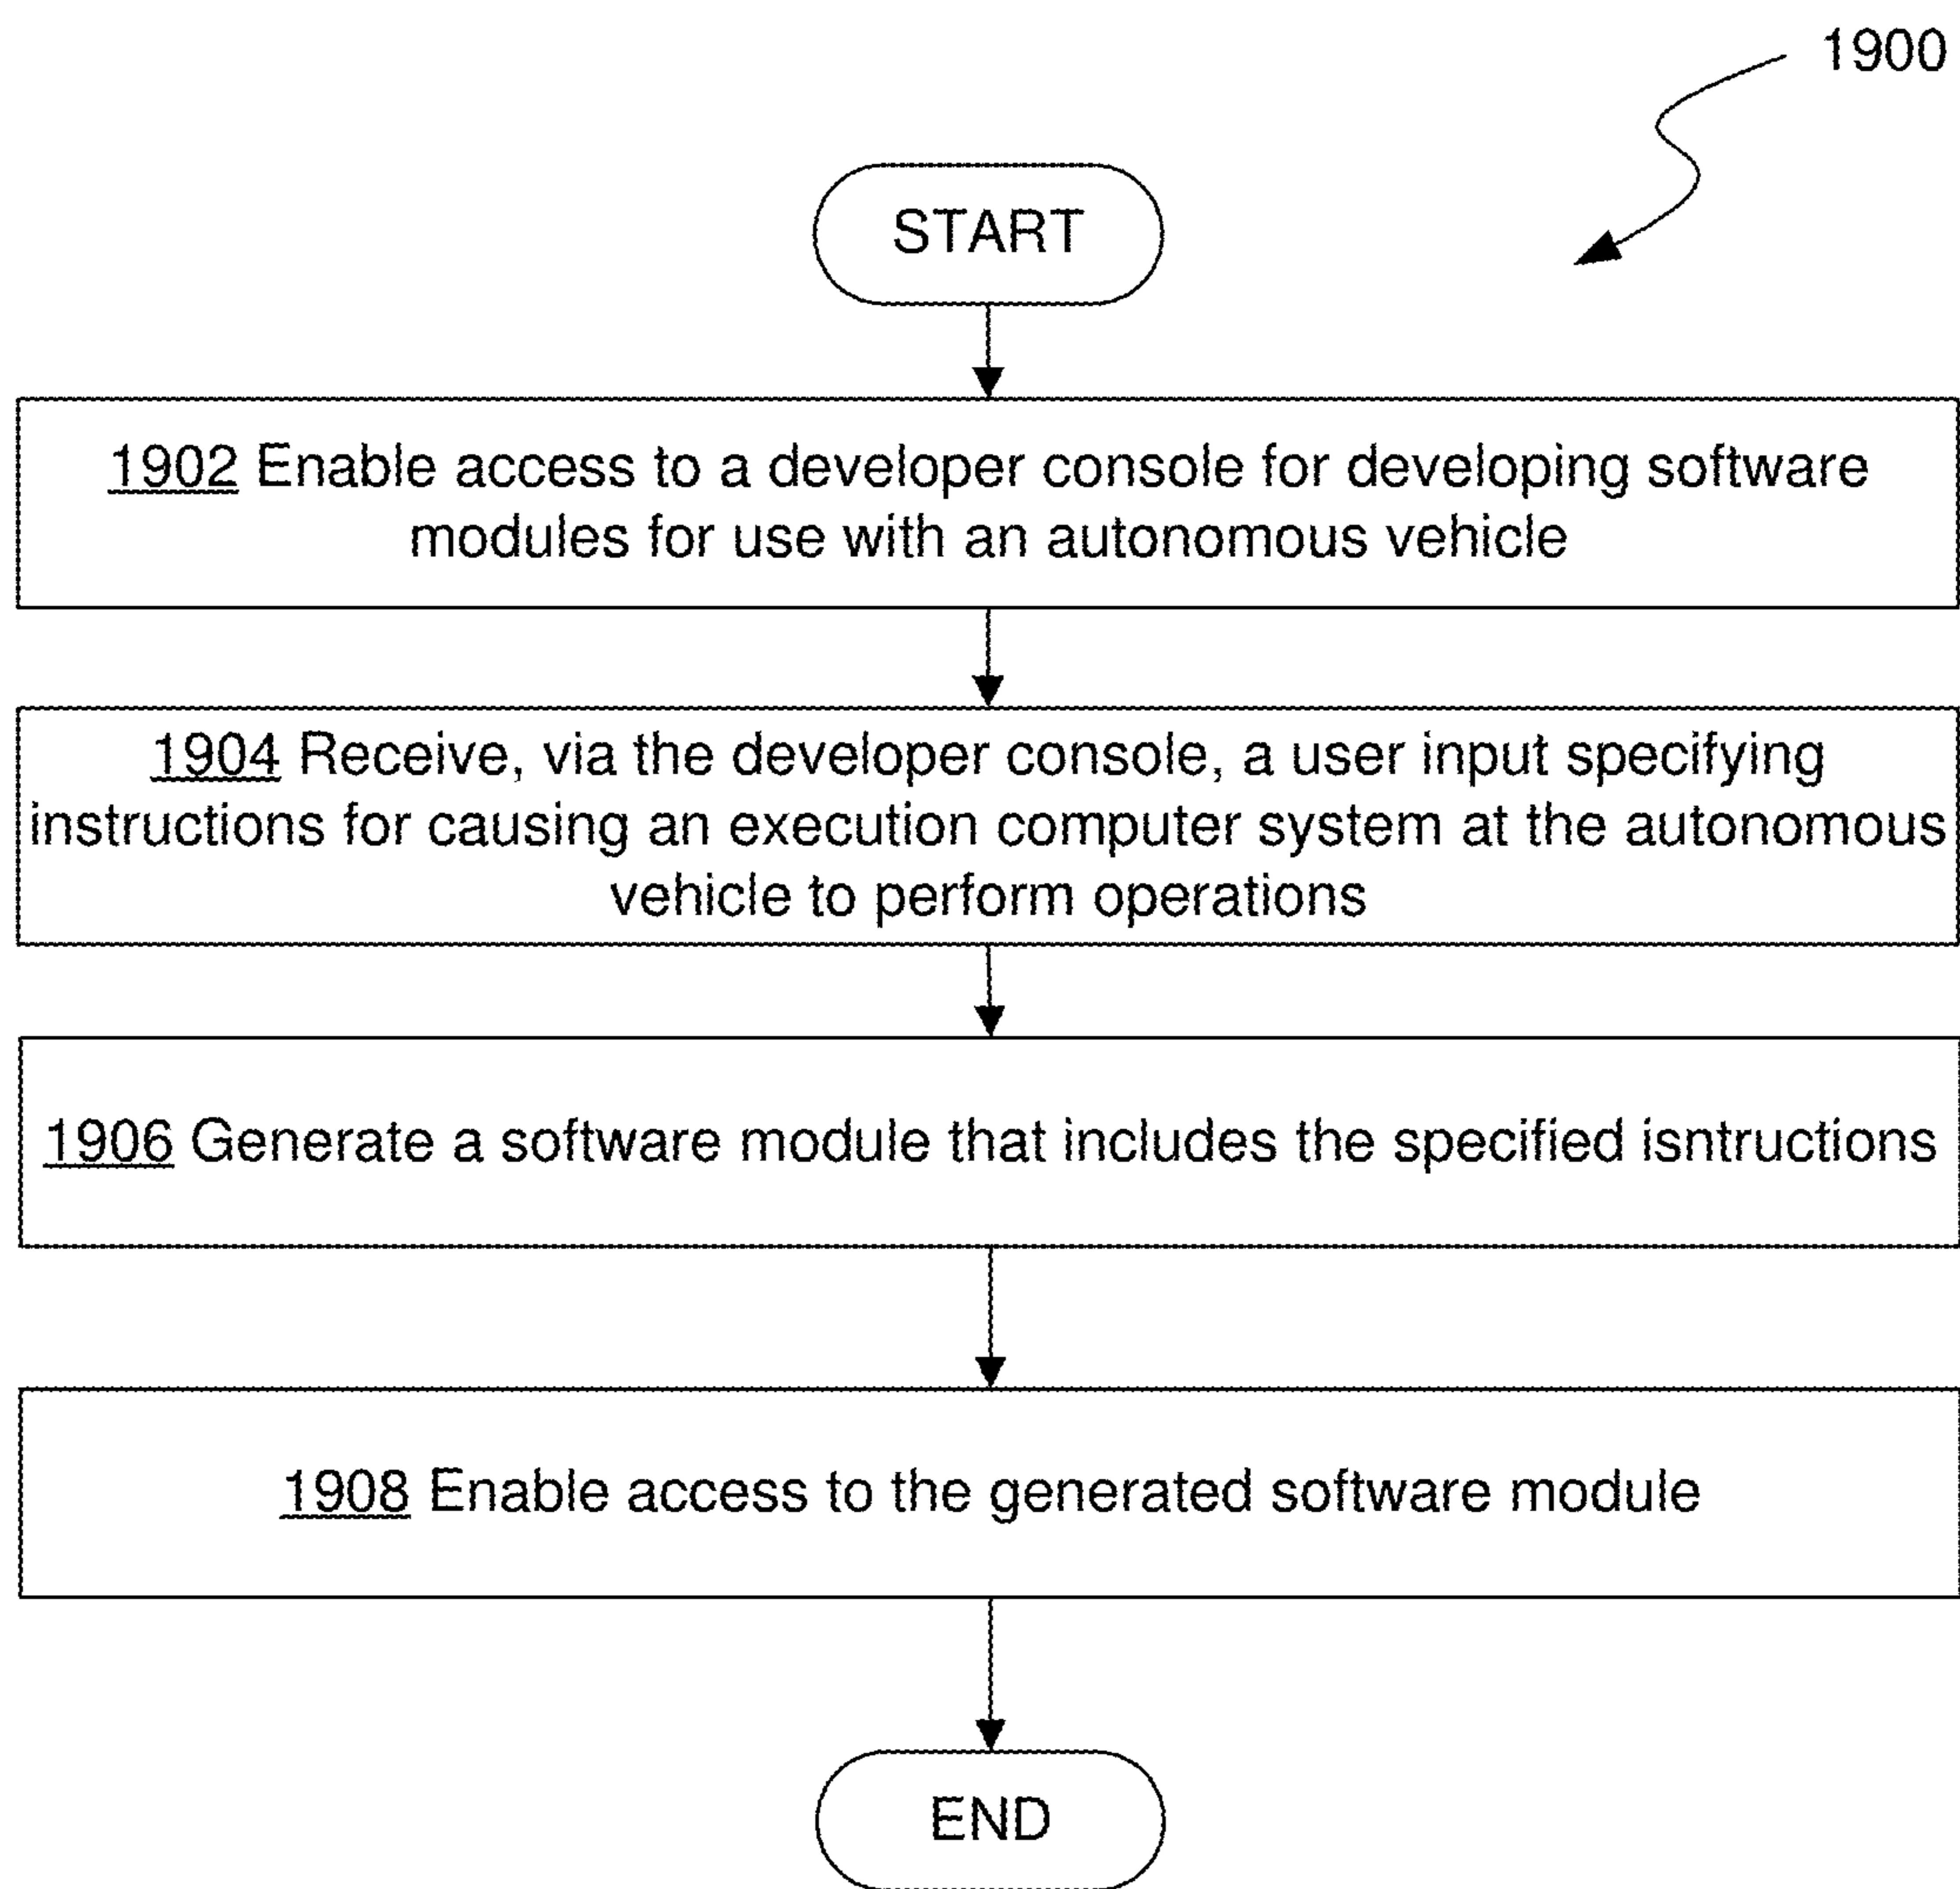 1900
START
1902 Enable access to a developer console for developing software
modules for use with an autonomous vehicle
1904 Receive, via the developer console, a user input specifying
instructions for causing an execution computer system at the autonomous
vehicle to perform operations
1906 Generate a software module that includes the specified isntructions
1908 Enable access to the generated software module
END